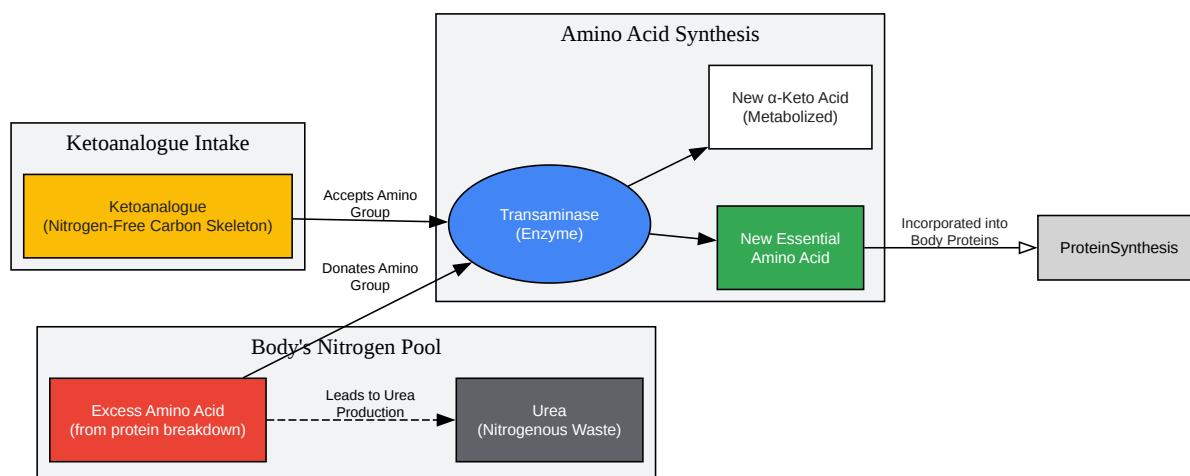 Amino Acid Synthesis
New α-Keto Acid
(Metabolized)
Ketoanalogue Intake
Ketoanalogue
(Nitrogen-Free Carbon Skeleton)
Accepts Amino
Group
Transaminase
(Enzyme)
New Essential
Amino Acid
Incorporated into
Body Proteins
ProteinSynthesis
Donates Amino
Group
Body's Nitrogen Pool
Excess Amino Acid
(from protein breakdown)
Leads to Urea
Production
Urea
(Nitrogenous Waste)